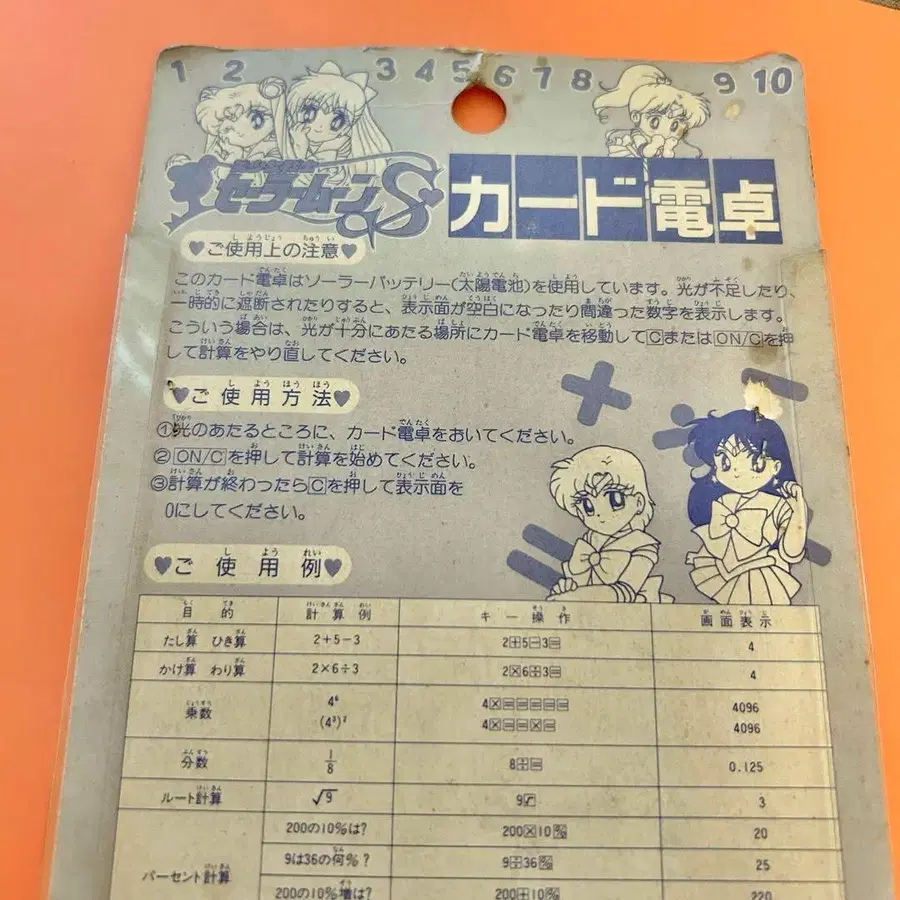 1 2 3 4 5 6 7 8 9 10
セーラームーンS
カード電卓
♥ご使用上の注意♥
このカード電卓はソーラーバッテリー(太陽電池)を使用しています。光が不足したり、
一時的に遮断されたりすると、表示面が空白になったり間違った数字を表示します。
こういう場合は、光が十分にあたる場所にカード電卓を移動してCまたはON/Cを押
して計算をやり直してください。
♥ご使用方法♥
①光のあたるところに、カード電卓をおいてください。
②ON/Cを押して計算を始めてください。
③計算が終わったらCを押して表示面を
0にしてください。
♥ご使用例♥
目的 計算例 キー操作 画面表示
たし算 ひき算 2+5−3 2+5−3= 4
かけ算 わり算 2×6÷3 2×6÷3= 4
乗数 4⁶ 4×===== 4096
(4³)² 4×==×= 4096
分数 1/8 8÷= 0.125
ルート計算 √9 9√ 3
パーセント計算 200の10%は? 200×10% 20
9は36の何%? 9÷36% 25
200の10%増は? 200+10% 220